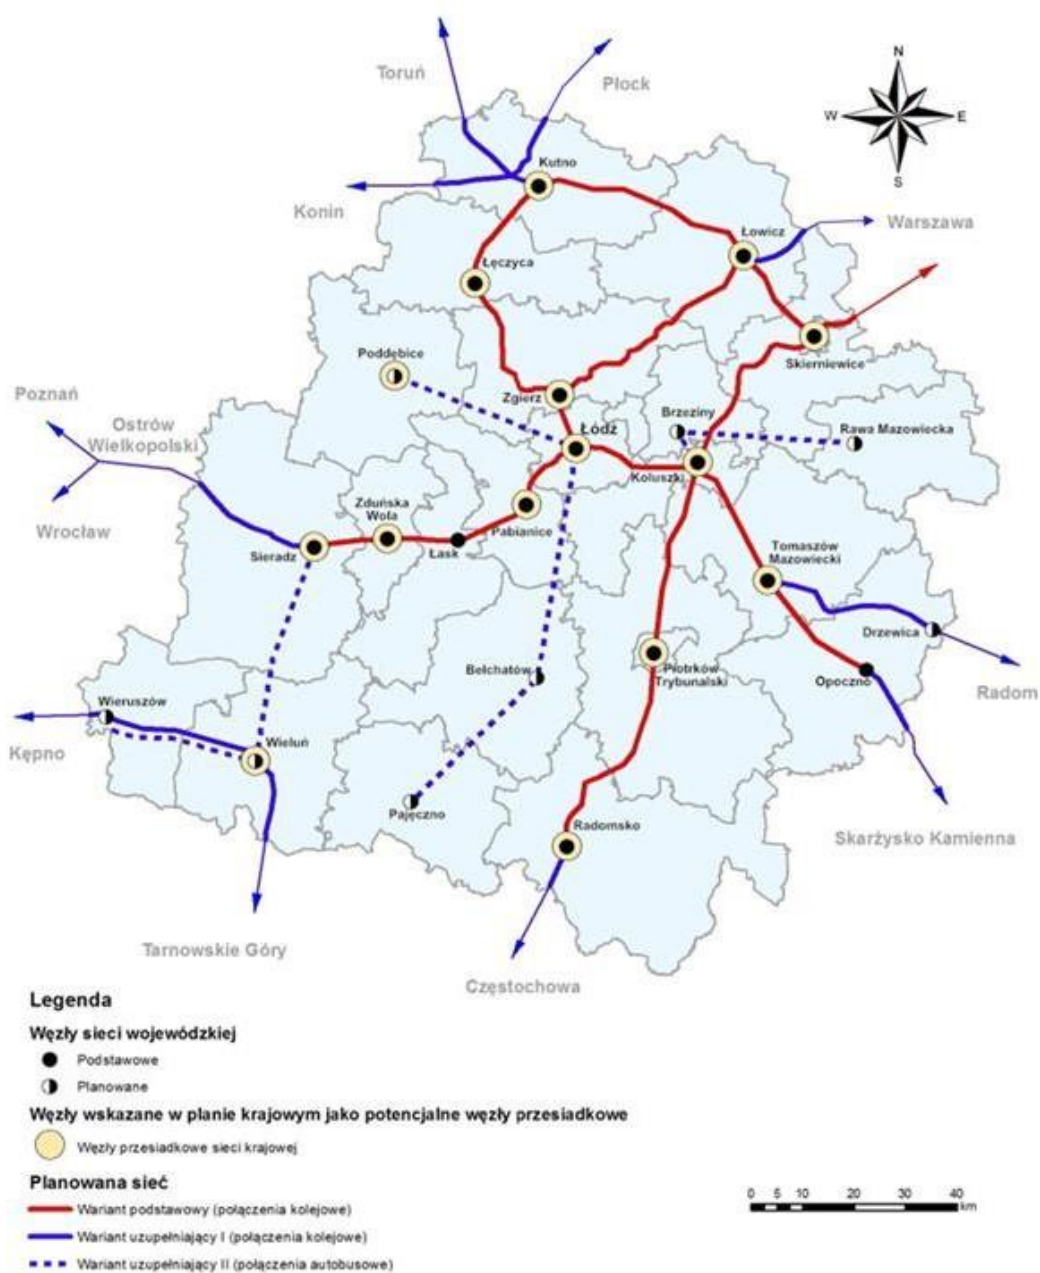 N
W
E
S
Toruń
Płock
Kutno
Konin
Warszawa
Łowicz
Łęczyca
Skierniewice
Poddębice
Zgierz
Poznań
Ostrów
Wielkopolski
Brzeziny
Łódź
Rawa Mazowiecka
Koluszki
Wrocław
Zduńska
Wola
Pabianice
Sieradz
Łask
Tomaszów
Mazowiecki
Drzewica
Bełchatów
Piotrków
Trybunalski
Opoczno
Radom
Wieruszów
Kępno
Wieluń
Pajęczno
Radomsko
Skarżysko Kamienna
Tarnowskie Góry
Częstochowa
Legenda
Węzły sieci wojewódzkiej
Podstawowe
Planowane
Węzły wskazane w planie krajowym jako potencjalne węzły przesiadkowe
Węzły przesiadkowe sieci krajowej
Planowana sieć
Wariant podstawowy (połączenia kolejowe)
Wariant uzupełniający I (połączenia kolejowe)
Wariant uzupełniający II (połączenia autobusowe)
0 5 10 20 30 40
km